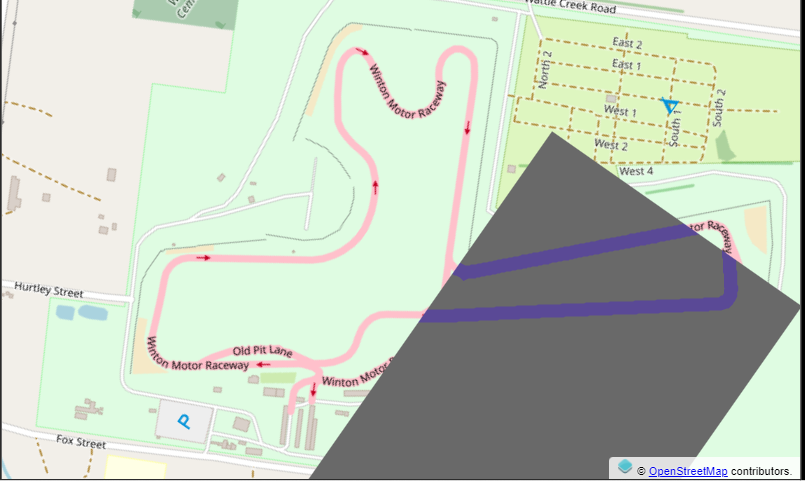 Wattle Creek Road
East 2
East 1
North 2
West 1
South 1
South 2
West 2
West 4
Winton Motor Raceway
Winton Motor Raceway
tor Raceway
Hurtley Street
Old Pit Lane
Winton Motor Raceway
Winton Motor
P
Fox Street
© OpenStreetMap contributors.